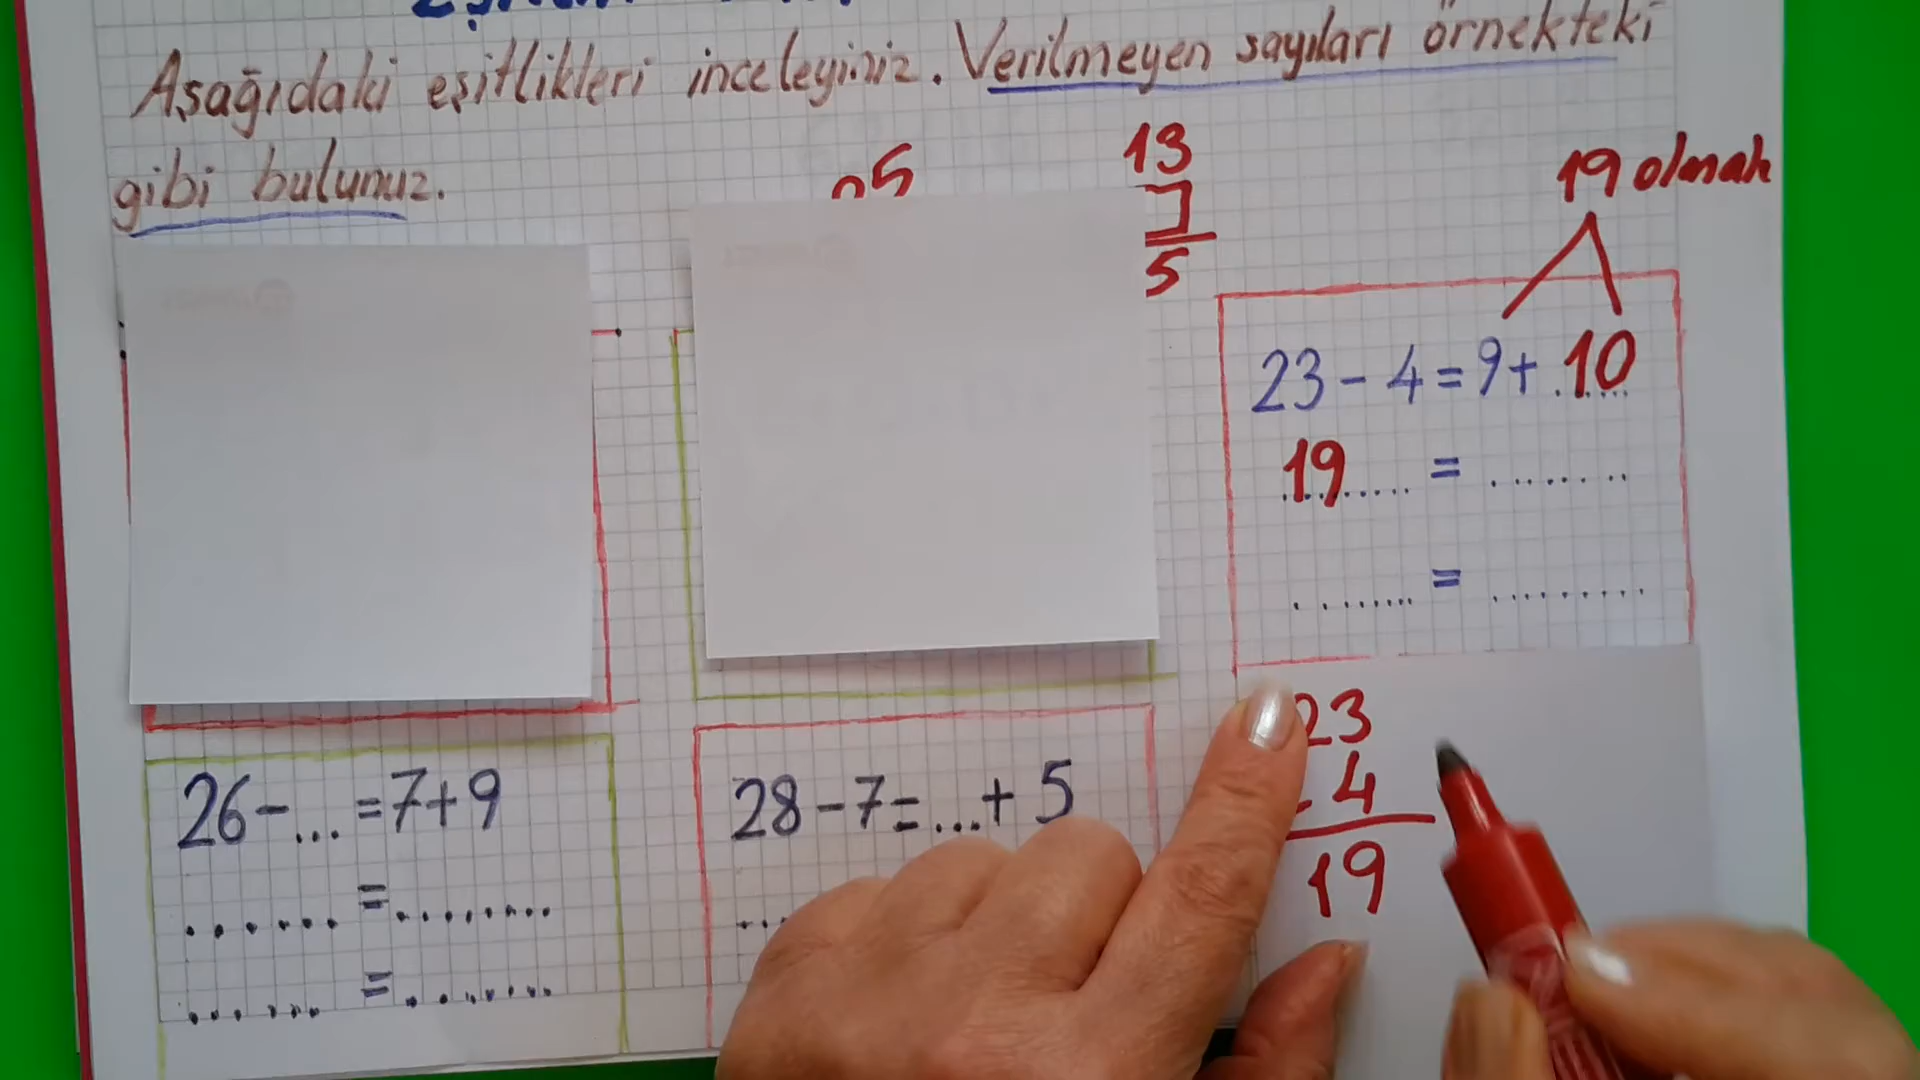 Aşağıdaki eşitlikleri inceleyiniz. Verilmeyen sayıları örnekteki
gibi bulunuz.
13
5
19 olmalı
23 - 4 = 9 + 10
19 ........ = ........
........ = .........
23
- 4
19
26 - ... = 7 + 9
...... = ........
...... = ........
28 - 7 = ... + 5